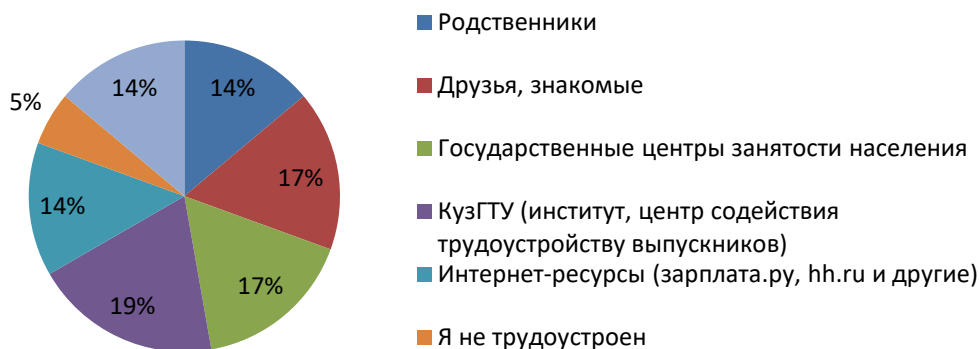 Родственники
14%
14%
5%
Друзья, знакомые
17%
Государственные центры занятости населения
14%
КузГТУ (институт, центр содействия
трудоустройству выпускников)
17%
Интернет-ресурсы (зарплата.ру, hh.ru и другие)
19%
Я не трудоустроен